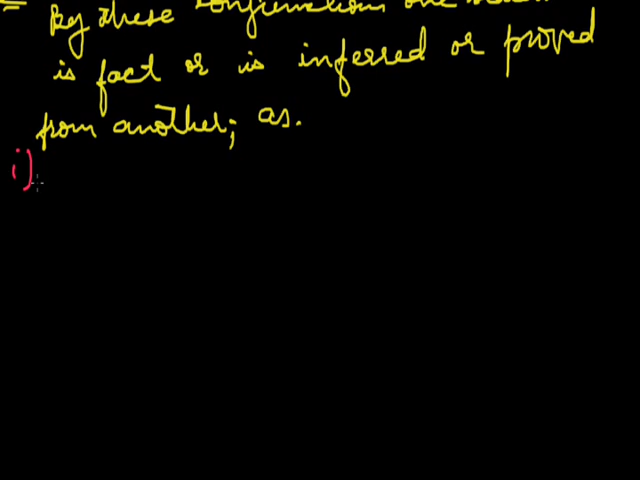 = By these conjunctions one
is fact or is inferred or proved
from another; as.
i)